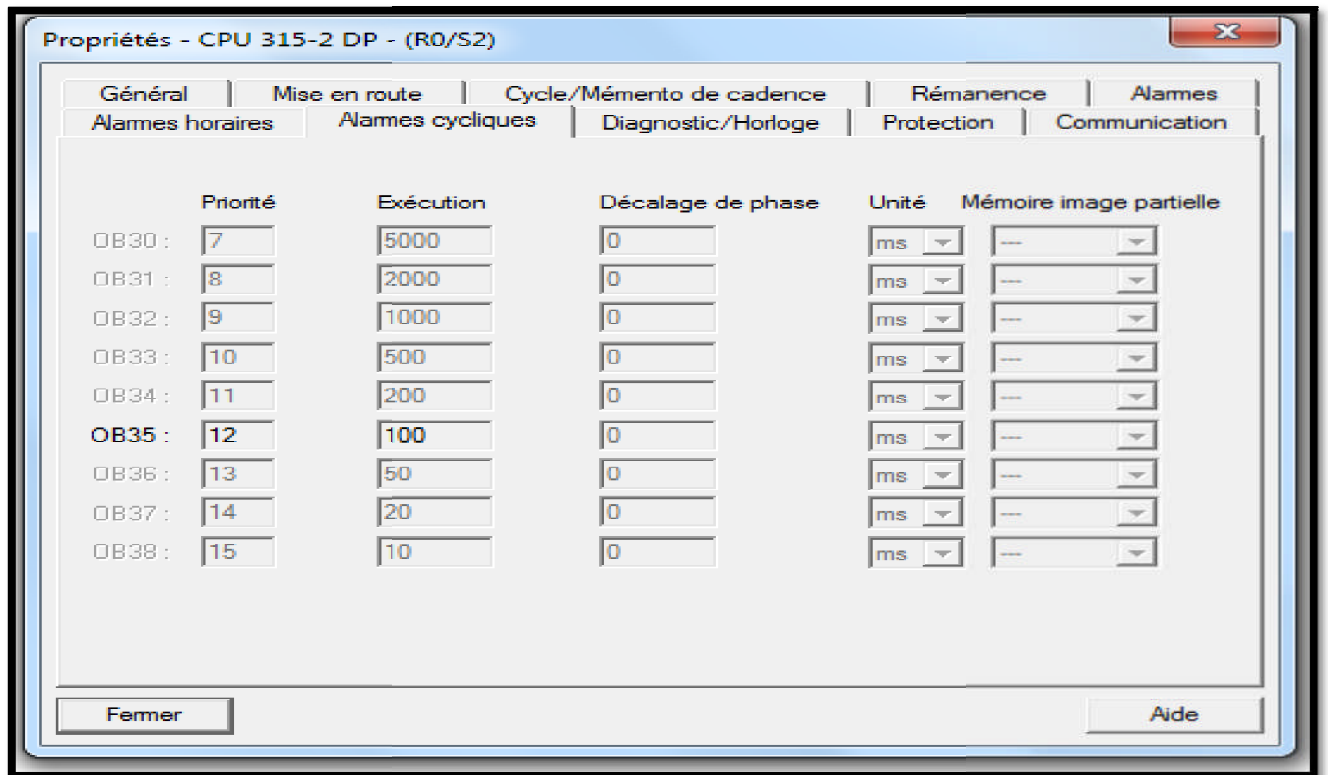 Propriétés - CPU 315-2 DP - (R0/S2)
Général Mise en route Cycle/Mémento de cadence Rémanence Alarmes
Alarmes horaires Alarmes cycliques Diagnostic/Horloge Protection Communication
Priorité Exécution Décalage de phase Unité Mémoire image partielle
OB30 : 7 5000 0 ms ---
OB31 : 8 2000 0 ms ---
OB32 : 9 1000 0 ms ---
OB33 : 10 500 0 ms ---
OB34 : 11 200 0 ms ---
OB35 : 12 100 0 ms ---
OB36 : 13 50 0 ms ---
OB37 : 14 20 0 ms ---
OB38 : 15 10 0 ms ---
Fermer Aide